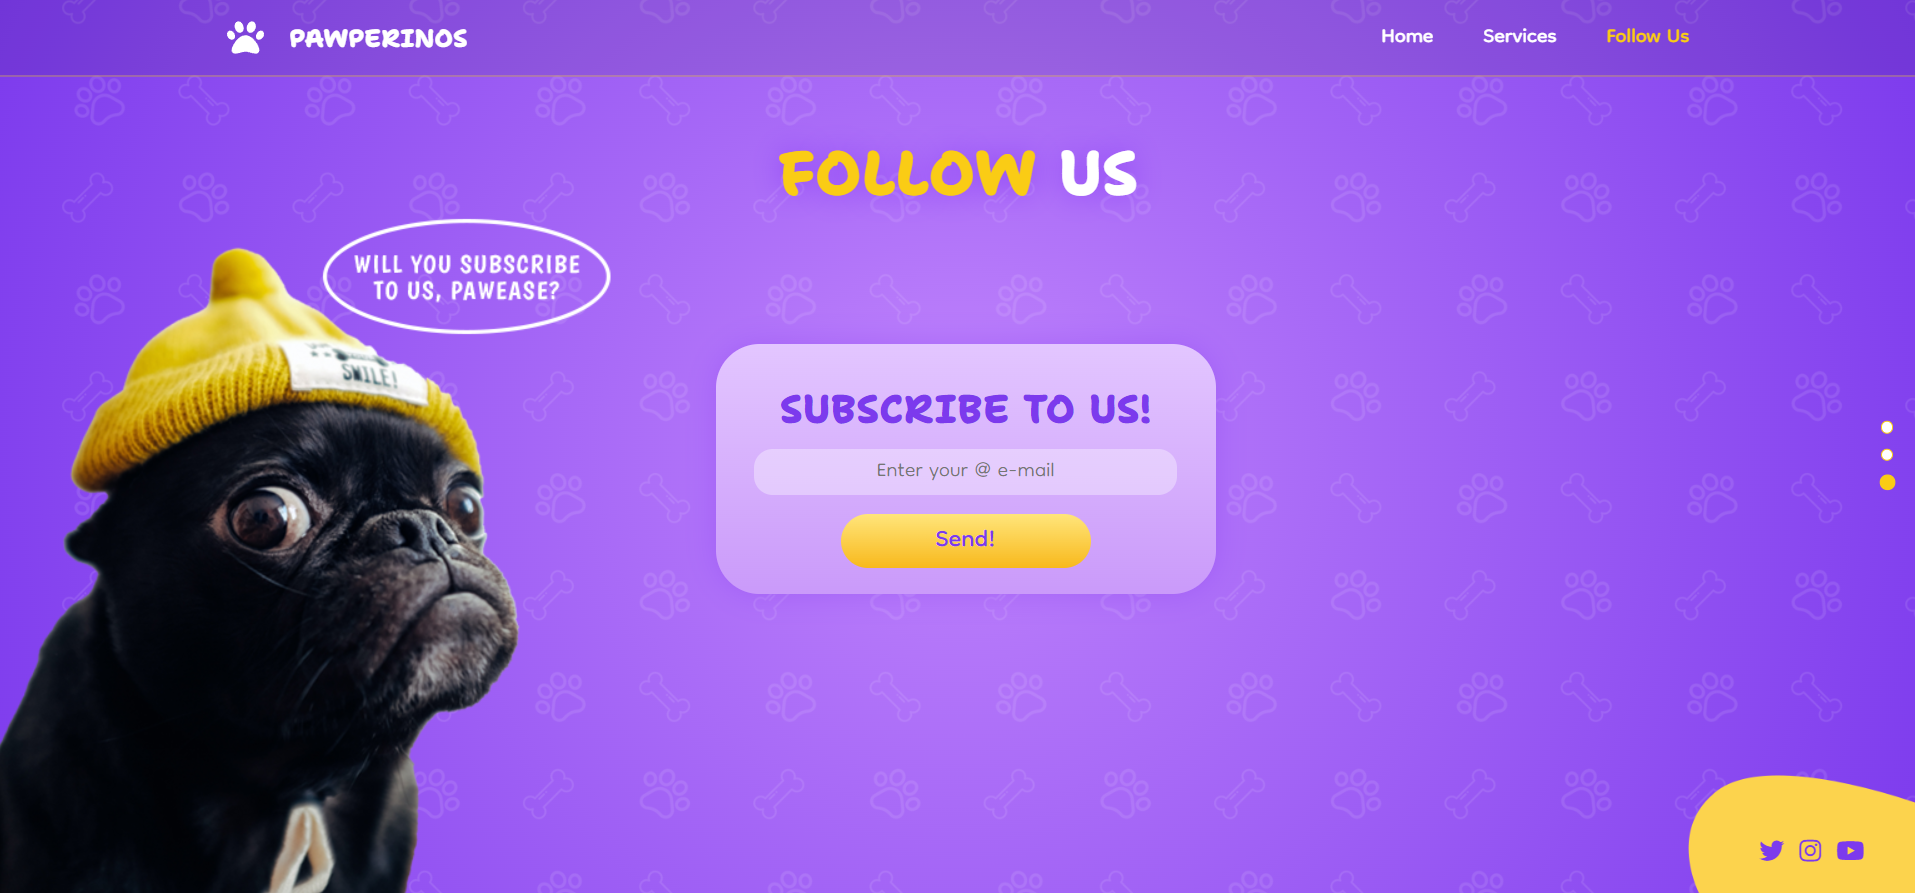 PAWPERINOS
Home
Services
Follow Us
FOLLOW US
WILL YOU SUBSCRIBE
TO US, PAWEASE?
SMILE!
SUBSCRIBE TO US!
Enter your @ e-mail
Send!